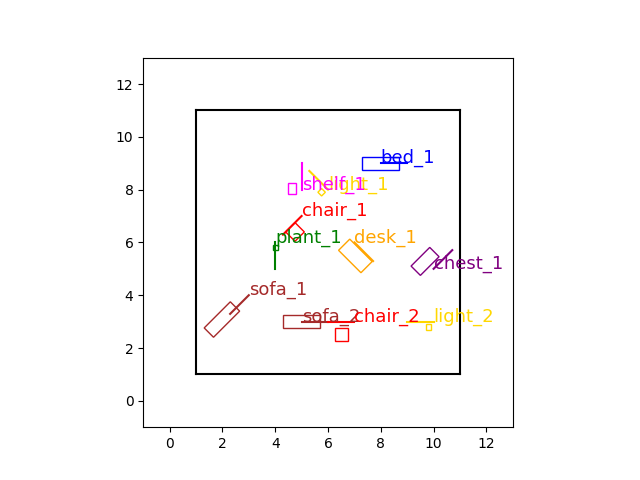 12
10
8
6
4
2
0
bed_1
shelf_1
light_1
chair_1
plant_1
desk_1
chest_1
sofa_1
sofa_2
chair_2
light_2
0 2 4 6 8 10 12